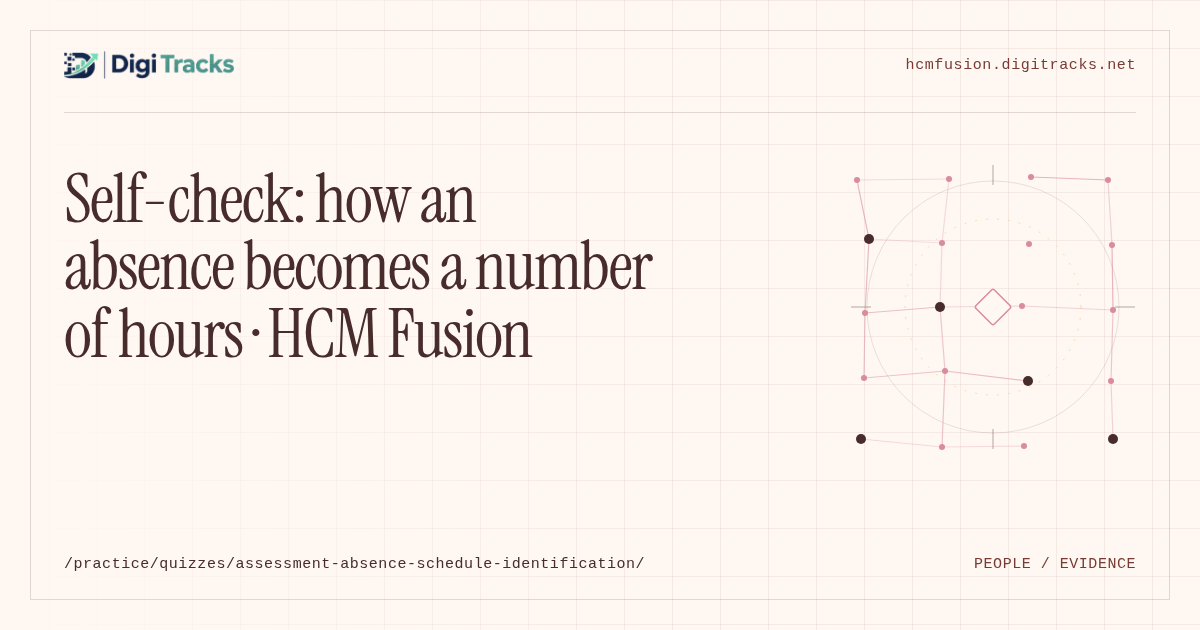 Digi Tracks
hcmfusion.digitracks.net
Self-check: how an
absence becomes a number
of hours · HCM Fusion
/practice/quizzes/assessment-absence-schedule-identification/
PEOPLE / EVIDENCE